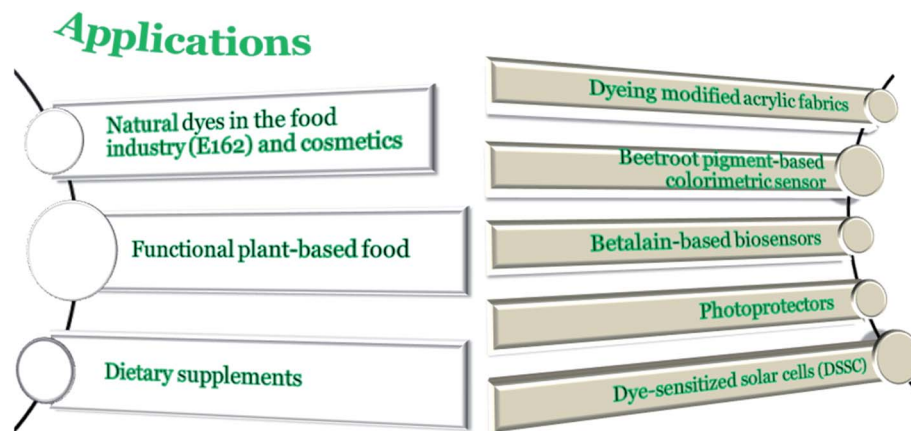 Applications
Natural dyes in the food
industry (E162) and cosmetics
Functional plant-based food
Dietary supplements
Dyeing modified acrylic fabrics
Beetroot pigment-based
colorimetric sensor
Betalain-based biosensors
Photoprotectors
Dye-sensitized solar cells (DSSC)